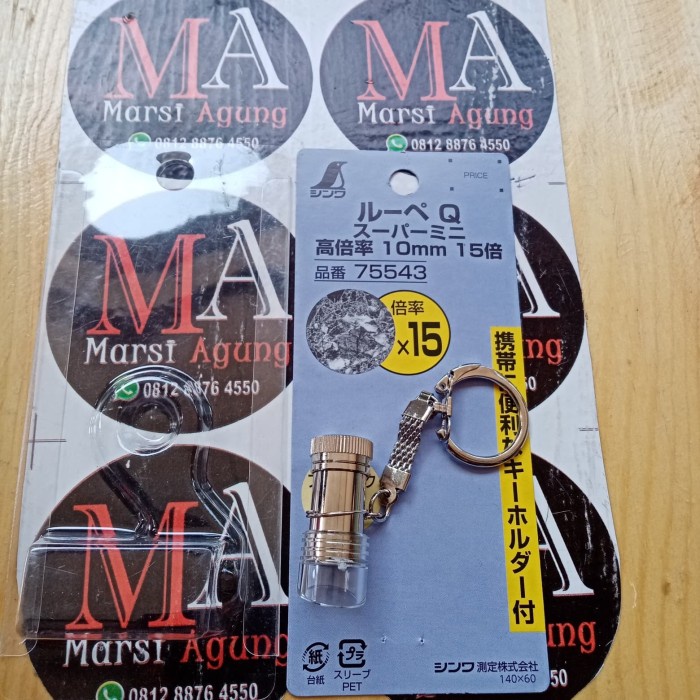 MA
Marsi Agung
0812 8876 4550
MA
Marsi Agung
0812 8876 4550
シンワ
PRICE
ルーペ Q
スーパーミニ
高倍率 10mm 15倍
品番 75543
倍率
×15
携帯に便利なキーホルダー付
MA
Marsi Agung
0812 8876 4550
MA
Marsi Agung
0812 8876 4550
紙
台紙
プラ
スリーブ
PET
シンワ測定株式会社
140×60